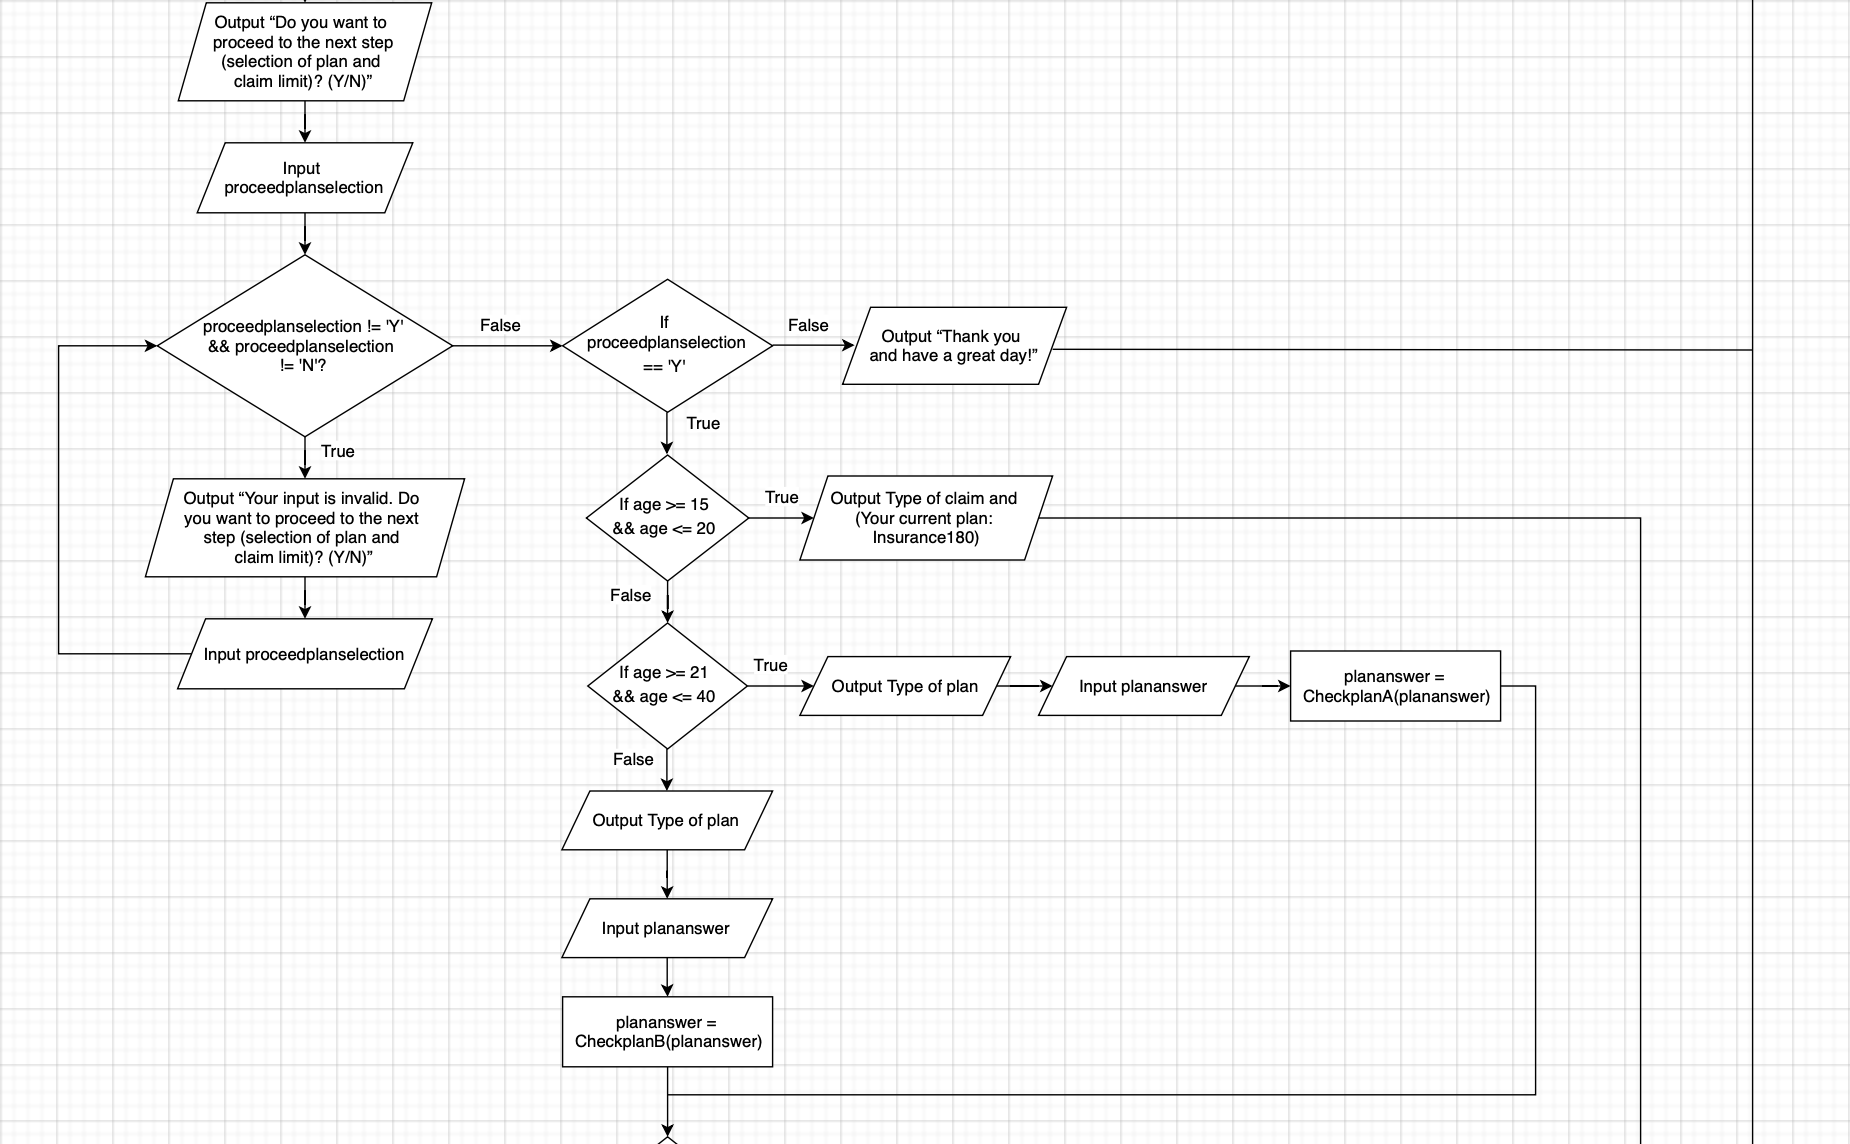 Output “Do you want to
proceed to the next step
(selection of plan and
claim limit)? (Y/N)”
Input
proceedplanselection
proceedplanselection != 'Y'
&& proceedplanselection
!= 'N'?
False
If
proceedplanselection
== 'Y'
False
Output “Thank you
and have a great day!”
True
True
Output “Your input is invalid. Do
you want to proceed to the next
step (selection of plan and
claim limit)? (Y/N)”
If age >= 15
&& age <= 20
True
Output Type of claim and
(Your current plan:
Insurance180)
False
Input proceedplanselection
If age >= 21
&& age <= 40
True
Output Type of plan
Input plananswer
plananswer =
CheckplanA(plananswer)
False
Output Type of plan
Input plananswer
plananswer =
CheckplanB(plananswer)